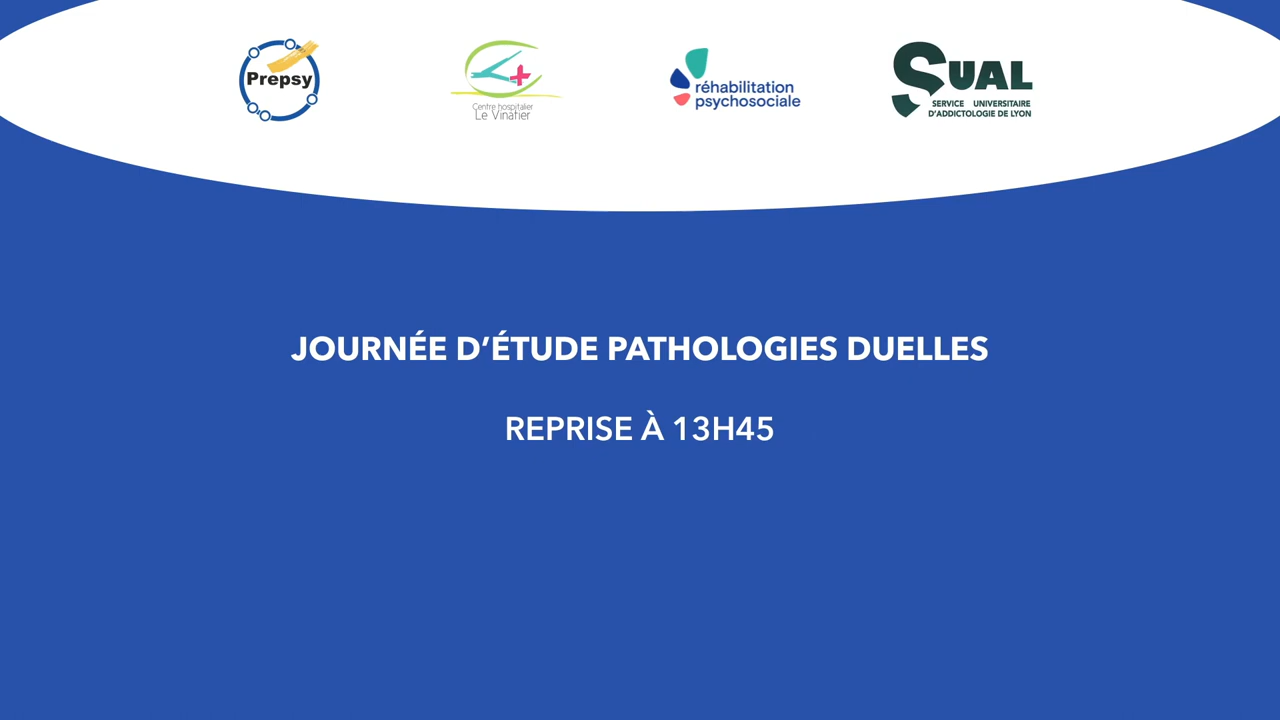 Prepsy
Centre hospitalier
Le Vinatier
réhabilitation
psychosociale
SUAL
SERVICE UNIVERSITAIRE
D'ADDICTOLOGIE DE LYON
JOURNÉE D’ÉTUDE PATHOLOGIES DUELLES
REPRISE À 13H45